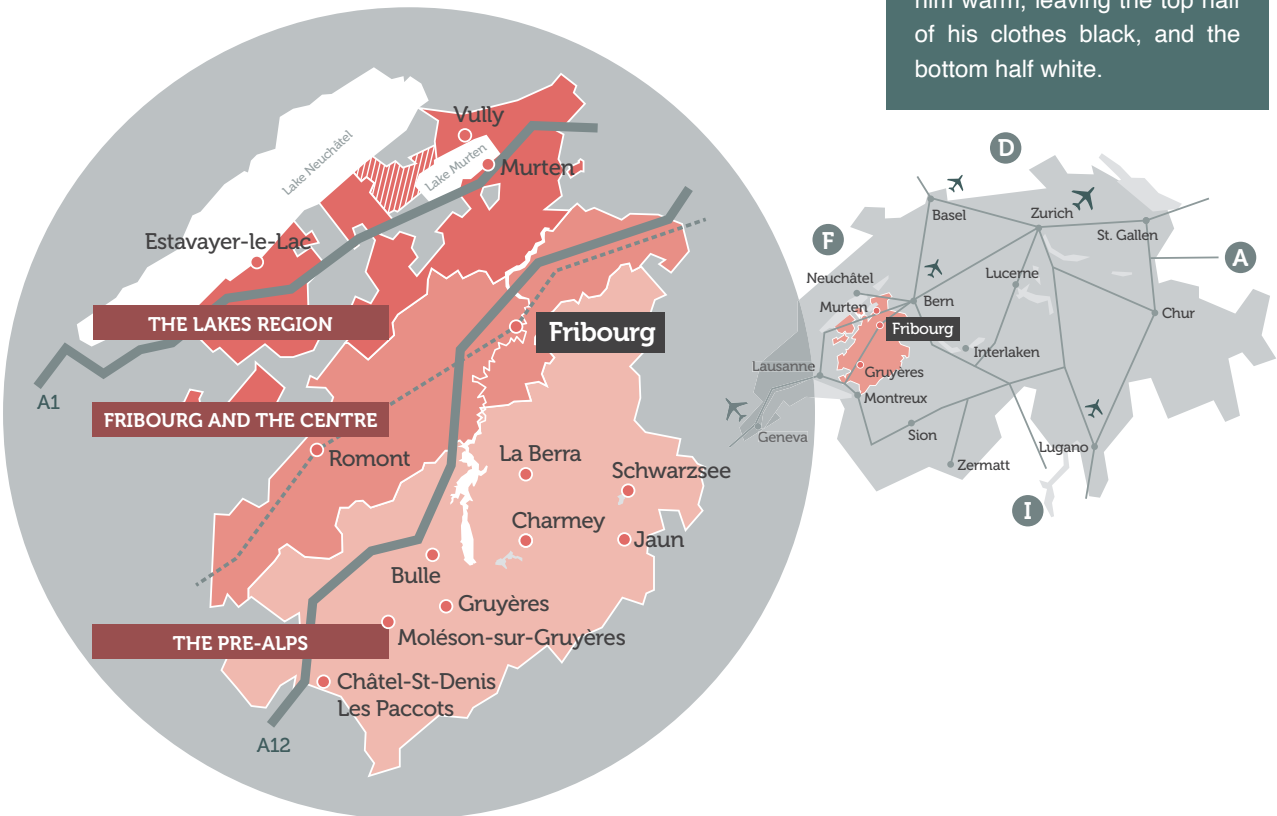 him warm, leaving the top half
of his clothes black, and the
bottom half white.
Vully
Lake Neuchâtel
Lake Murten
Murten
Estavayer-le-Lac
THE LAKES REGION
Fribourg
A1
FRIBOURG AND THE CENTRE
Romont
La Berra
Schwarzsee
Charmey
Jaun
Bulle
Gruyères
THE PRE-ALPS
Moléson-sur-Gruyères
Châtel-St-Denis
Les Paccots
A12
D
Basel
Zurich
St. Gallen
F
A
Neuchâtel
Lucerne
Murten
Bern
Chur
Fribourg
Interlaken
Lausanne
Gruyères
Montreux
Geneva
Sion
Lugano
Zermatt
I